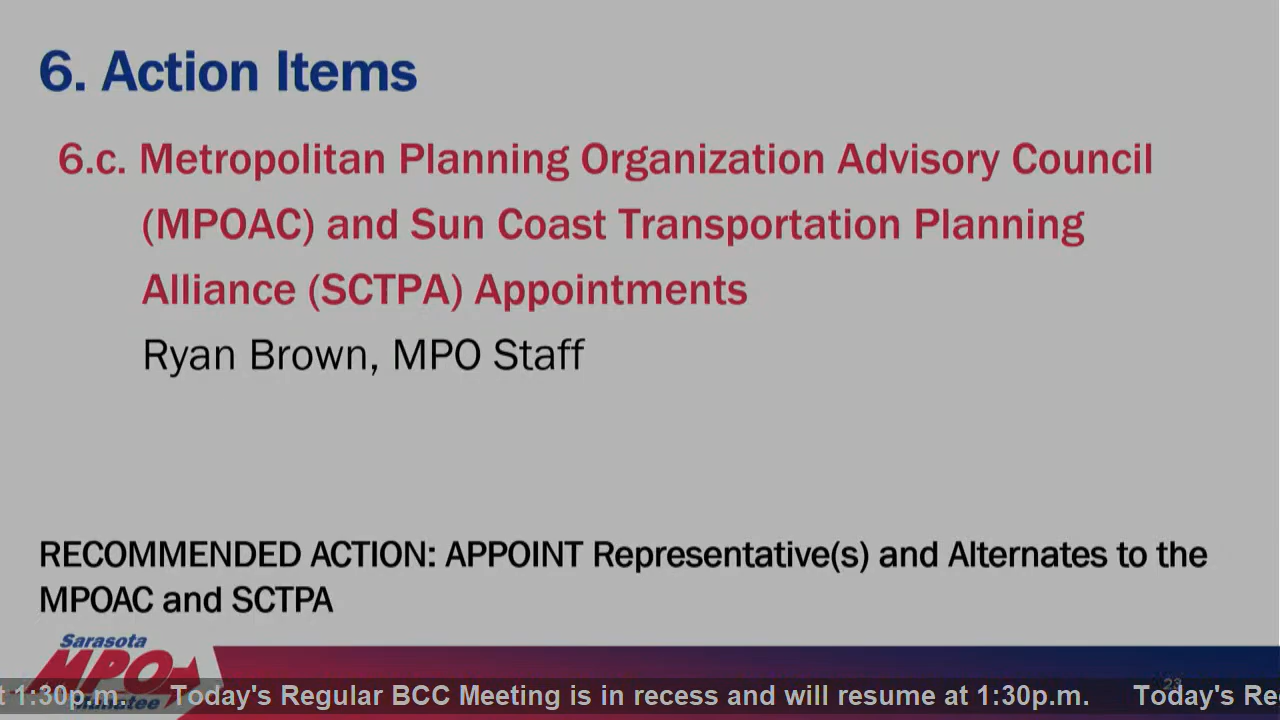 6. Action Items
6.c. Metropolitan Planning Organization Advisory Council
(MPOAC) and Sun Coast Transportation Planning
Alliance (SCTPA) Appointments
Ryan Brown, MPO Staff
RECOMMENDED ACTION: APPOINT Representative(s) and Alternates to the
MPOAC and SCTPA
Sarasota
MPO
Manatee
23
t 1:30p.m. Today's Regular BCC Meeting is in recess and will resume at 1:30p.m. Today's Re